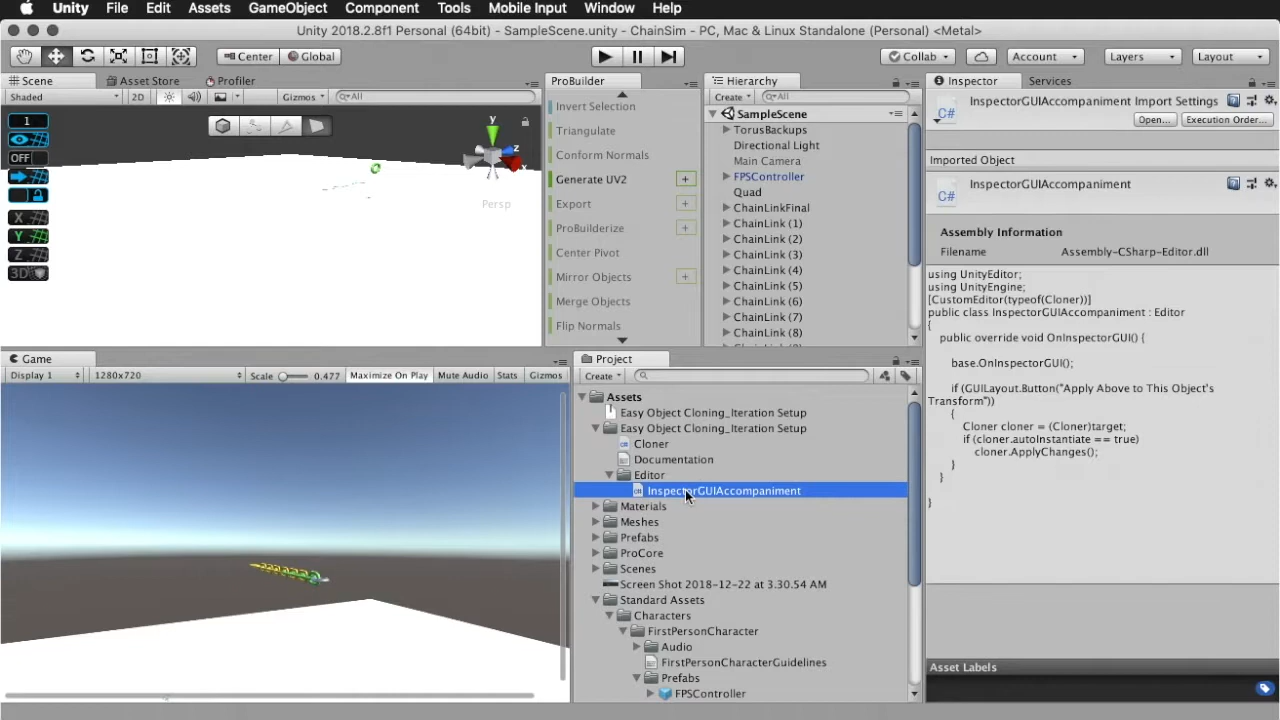 Unity File Edit Assets GameObject Component Tools Mobile Input Window Help
Unity 2018.2.8f1 Personal (64bit) - SampleScene.unity - ChainSim - PC, Mac & Linux Standalone (Personal) <Metal>
Center Global Collab Account Layers Layout
Scene Asset Store Profiler
Shaded 2D Gizmos All
1
OFF
X
Y
Z
3D
y
z
x
Persp
ProBuilder
Invert Selection
Triangulate
Conform Normals
Generate UV2 +
Export +
ProBuilderize +
Center Pivot
Mirror Objects +
Merge Objects
Flip Normals
Hierarchy
Create All
SampleScene
TorusBackups
Directional Light
Main Camera
FPSController
Quad
ChainLinkFinal
ChainLink (1)
ChainLink (2)
ChainLink (3)
ChainLink (4)
ChainLink (5)
ChainLink (6)
ChainLink (7)
ChainLink (8)
Game
Display 1 1280x720 Scale 0.477 Maximize On Play Mute Audio Stats Gizmos
Project
Create
Assets
Easy Object Cloning_Iteration Setup
Easy Object Cloning_Iteration Setup
Cloner
Documentation
Editor
InspectorGUIAccompaniment
Materials
Meshes
Prefabs
ProCore
Scenes
Screen Shot 2018-12-22 at 3.30.54 AM
Standard Assets
Characters
FirstPersonCharacter
Audio
FirstPersonCharacterGuidelines
Prefabs
FPSController
Inspector Services
C# InspectorGUIAccompaniment Import Settings
Open... Execution Order...
Imported Object
C# InspectorGUIAccompaniment
Assembly Information
Filename Assembly-CSharp-Editor.dll
using UnityEditor;
using UnityEngine;
[CustomEditor(typeof(Cloner))]
public class InspectorGUIAccompaniment : Editor
{
public override void OnInspectorGUI() {
base.OnInspectorGUI();
if (GUILayout.Button("Apply Above to This Object's
Transform"))
{
Cloner cloner = (Cloner)target;
if (cloner.autoInstantiate == true)
cloner.ApplyChanges();
}
}
}
Asset Labels